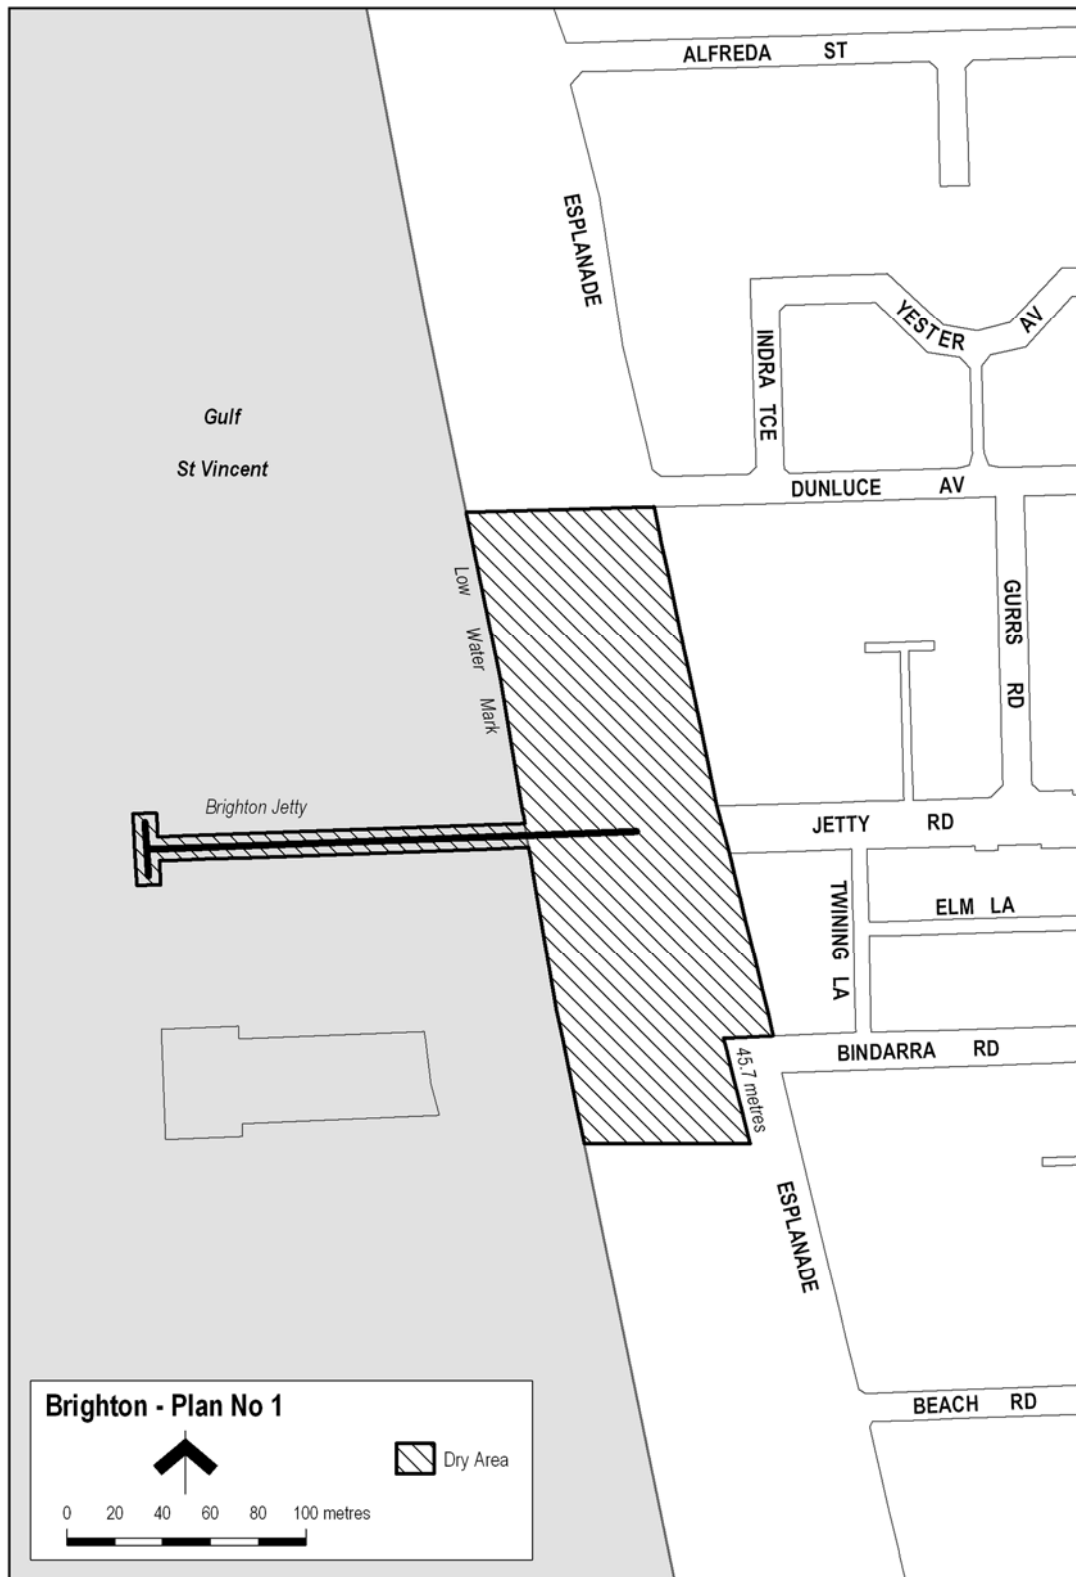 ALFREDA ST
ESPLANADE
INDRA TCE
YESTER AV
Gulf
St Vincent
DUNLUCE AV
Low Water Mark
GURRS RD
Brighton Jetty
JETTY RD
TWINING LA
ELM LA
BINDARRA RD
45.7 metres
ESPLANADE
BEACH RD
Brighton - Plan No 1
Dry Area
0 20 40 60 80 100 metres